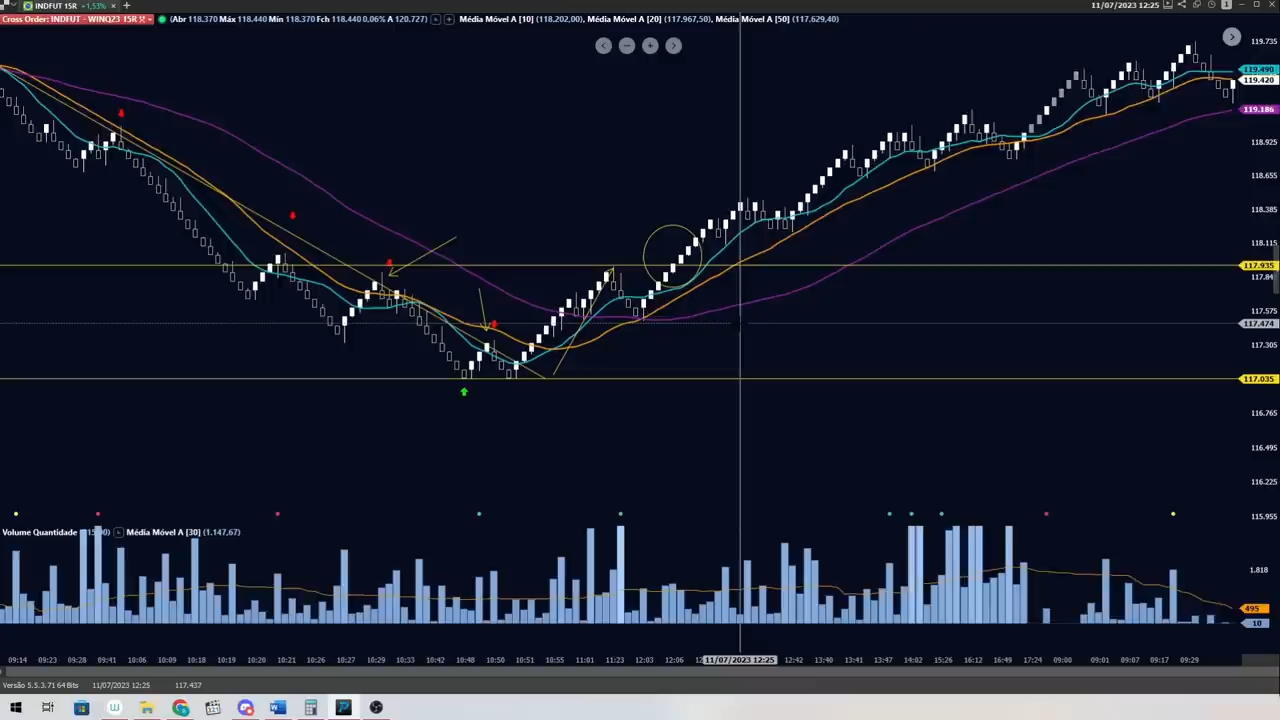 INDFUT 15R +1,53%
11/07/2023 12:25
Cross Order: INDFUT - WINQ23 15R
(Abr 118.370 Máx 118.440 Mín 118.370 Fch 118.440 0.06% A 120.727)
Média Móvel A [10] (118.202,00), Média Móvel A [20] (117.967,50), Média Móvel A [50] (117.629,40)
119.735
119.490
119.420
119.186
118.925
118.655
118.385
118.115
117.935
117.84
117.575
117.474
117.305
117.035
116.765
116.495
116.225
115.955
Volume Quantidade
Média Móvel A [30] (1.147,67)
1.818
495
10
09:14 09:23 09:28 09:41 10:06 10:09 10:18 10:20 10:21 10:26 10:27 10:29 10:33 10:42 10:48 10:50 10:51 10:55 11:01 11:23 12:03 12:06 11/07/2023 12:25 12:42 13:40 13:42 13:47 14:02 15:26 16:48 16:49 17:24 09:00 09:01 09:07 09:17 09:29
Versão 5.5.3.71 64 Bits 11/07/2023 12:25 117.437